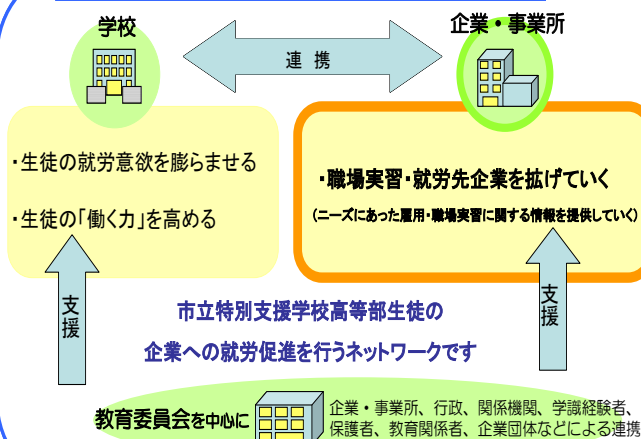 学校
企業・事業所
連 携
・生徒の就労意欲を膨らませる
・生徒の「働く力」を高める
・職場実習・就労先企業を拡げていく
(ニーズにあった雇用・職場実習に関する情報を提供していく)
支援
支援
市立特別支援学校高等部生徒の
企業への就労促進を行うネットワークです
教育委員会を中心に
企業・事業所、行政、関係機関、学識経験者、
保護者、教育関係者、企業団体などによる連携